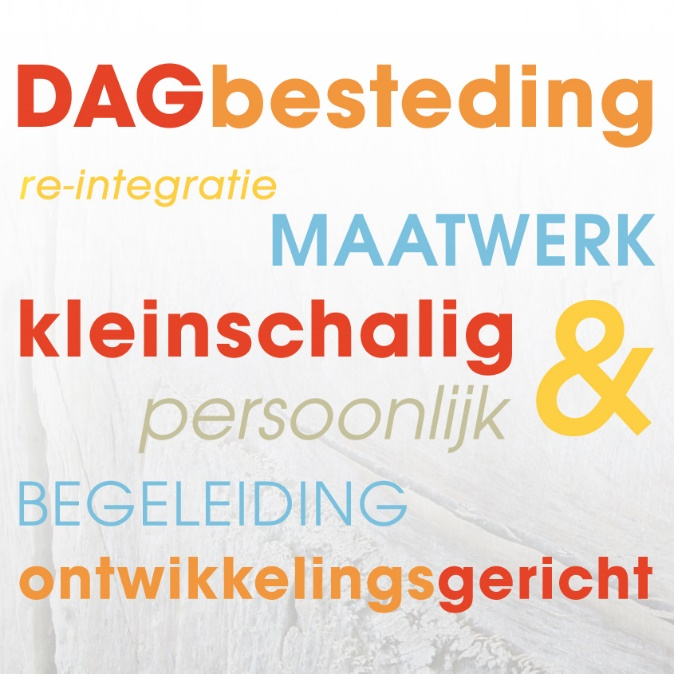 DAGbesteding
re-integratie
MAATWERK
kleinschalig &
persoonlijk
BEGELEIDING
ontwikkelingsgericht